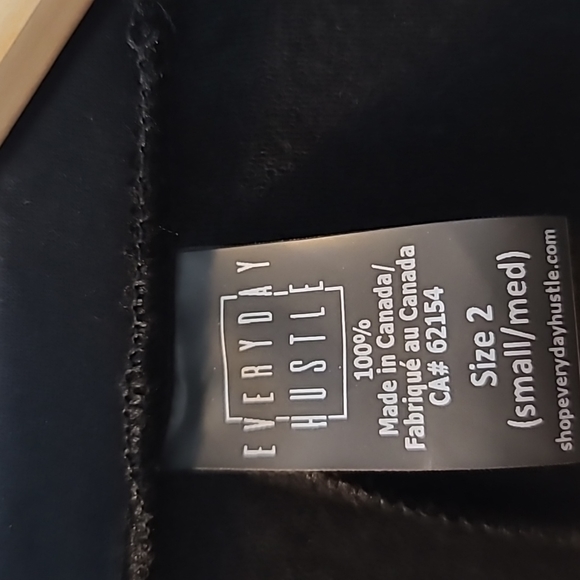 EVERYDAY
HUSTLE
100%
Made in Canada/
Fabriqué au Canada
CA# 62154
Size 2
(small/med)
shopeverydayhustle.com